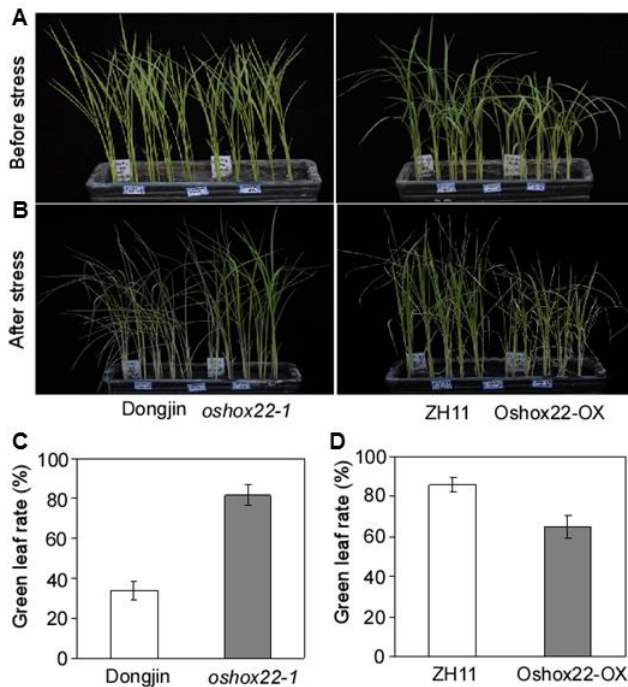 A
Before stress
B
After stress
Dongjin oshox22-1 ZH11 Oshox22-OX
C D
Green leaf rate (%)
100
80
60
40
20
0
Dongjin oshox22-1
Green leaf rate (%)
100
80
60
40
20
0
ZH11 Oshox22-OX